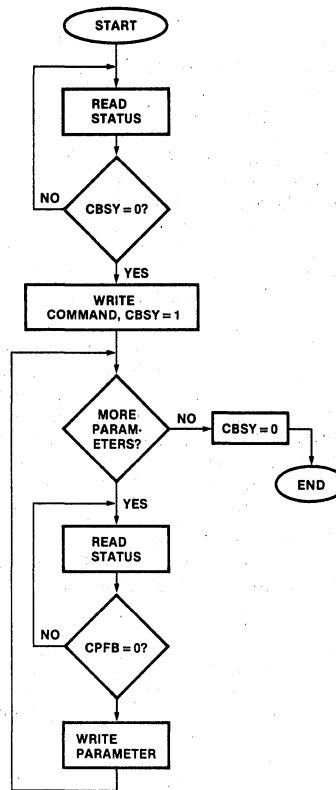 START
READ
STATUS
NO
CBSY = 0?
YES
WRITE
COMMAND, CBSY = 1
MORE
PARAM-
ETERS?
NO
CBSY = 0
END
YES
READ
STATUS
NO
CPFB = 0?
WRITE
PARAMETER